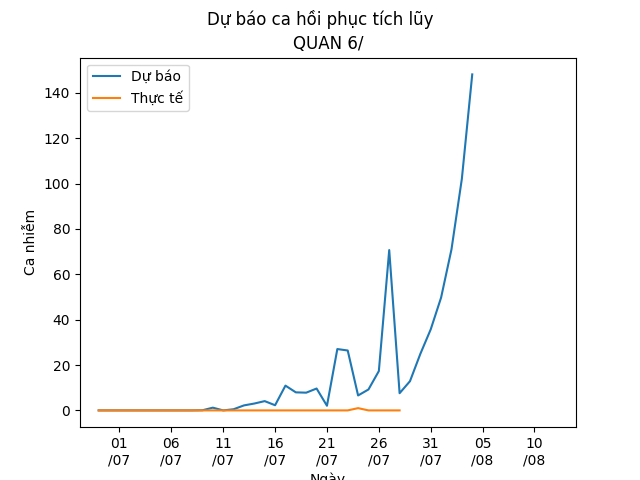 Dự báo ca hồi phục tích lũy
QUAN 6/
Dự báo
Thực tế
Ca nhiễm
140
120
100
80
60
40
20
0
01 06 11 16 21 26 31 05 10
/07 /07 /07 /07 /07 /07 /07 /08 /08
Ngày